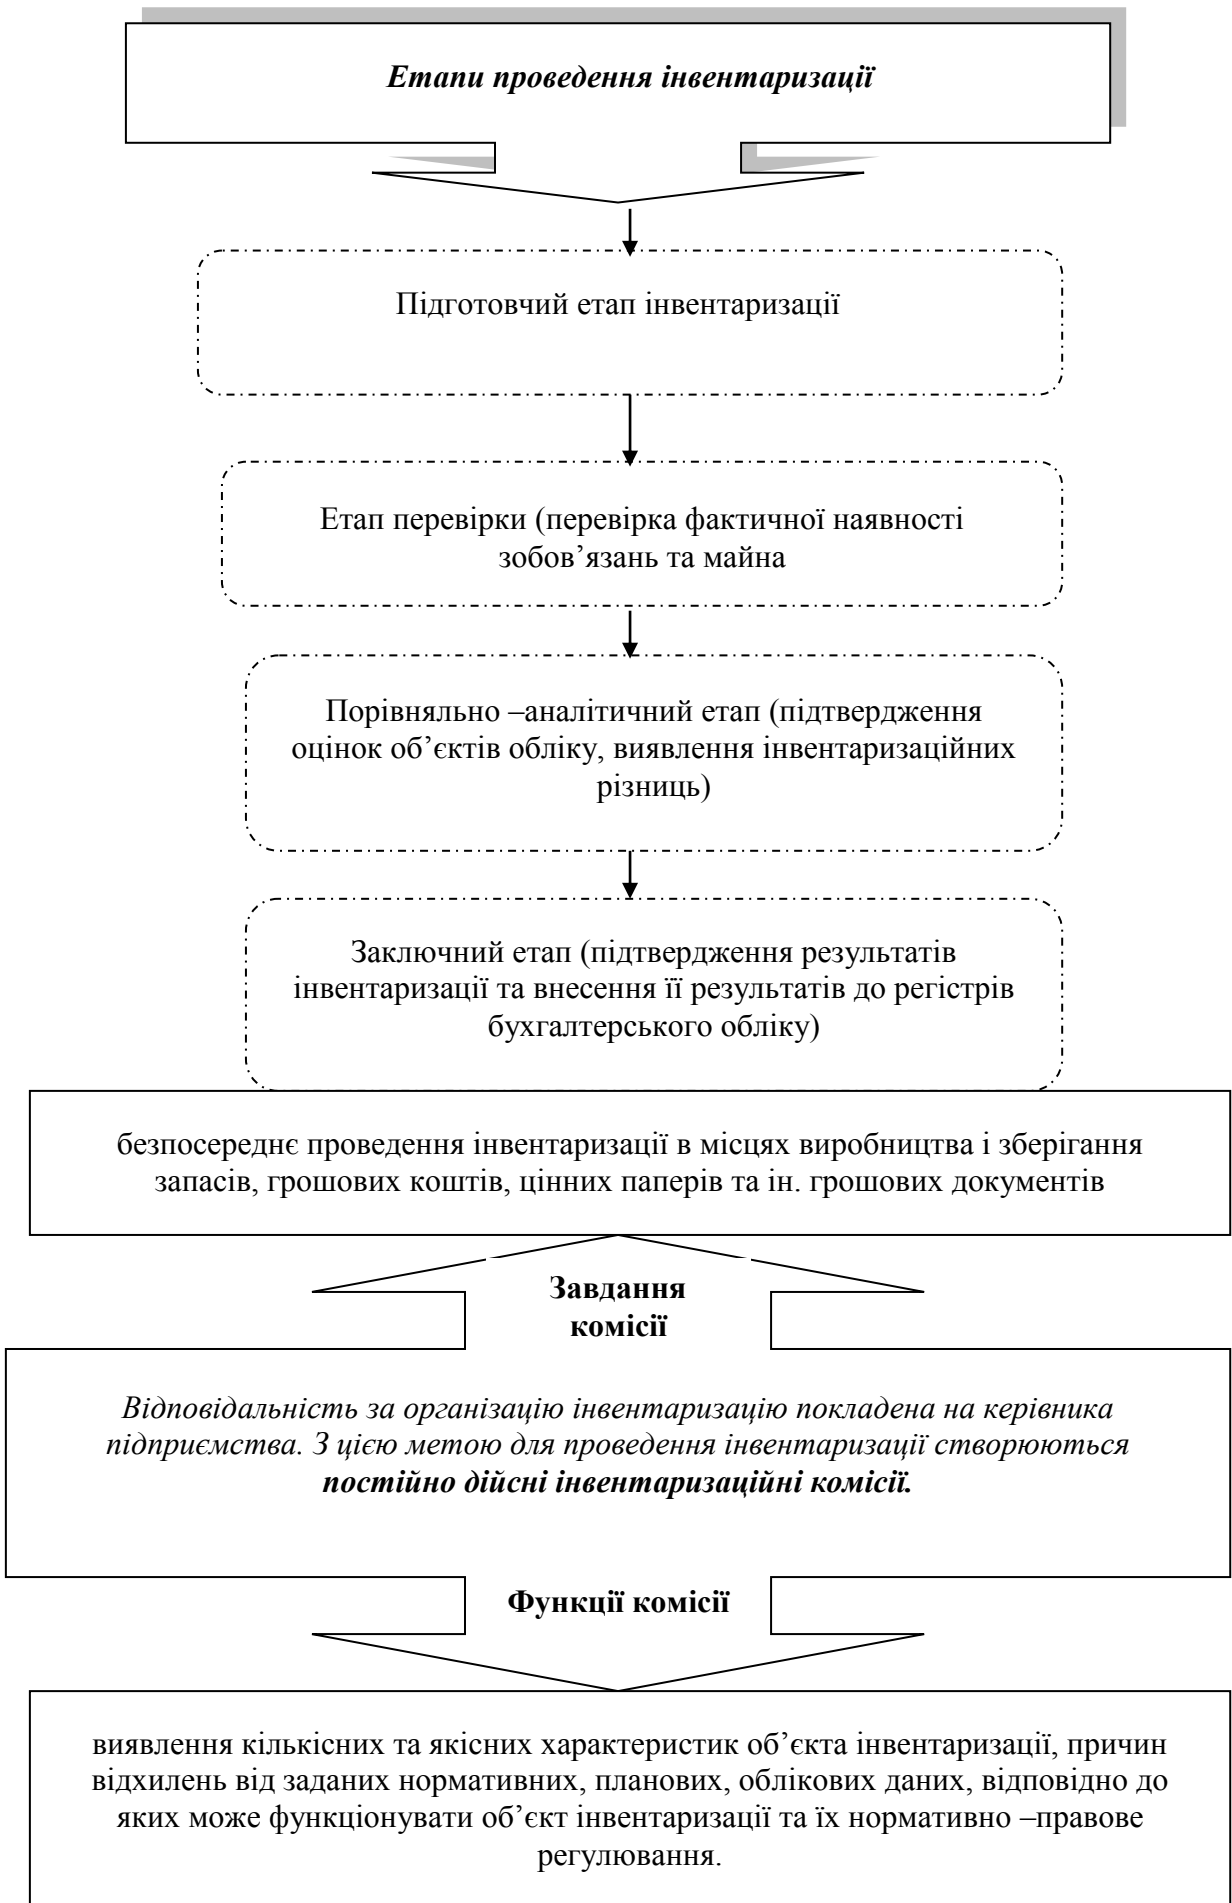 Етапи проведення інвентаризації
Підготовчий етап інвентаризації
Етап перевірки (перевірка фактичної наявності
зобов’язань та майна
Порівняльно –аналітичний етап (підтвердження
оцінок об’єктів обліку, виявлення інвентаризаційних
різниць)
Заключний етап (підтвердження результатів
інвентаризації та внесення її результатів до регістрів
бухгалтерського обліку)
безпосереднє проведення інвентаризації в місцях виробництва і зберігання
запасів, грошових коштів, цінних паперів та ін. грошових документів
Завдання
комісії
Відповідальність за організацію інвентаризацію покладена на керівника
підприємства. З цією метою для проведення інвентаризації створюються
постійно дійсні інвентаризаційні комісії.
Функції комісії
виявлення кількісних та якісних характеристик об’єкта інвентаризації, причин
відхилень від заданих нормативних, планових, облікових даних, відповідно до
яких може функціонувати об’єкт інвентаризації та їх нормативно –правове
регулювання.